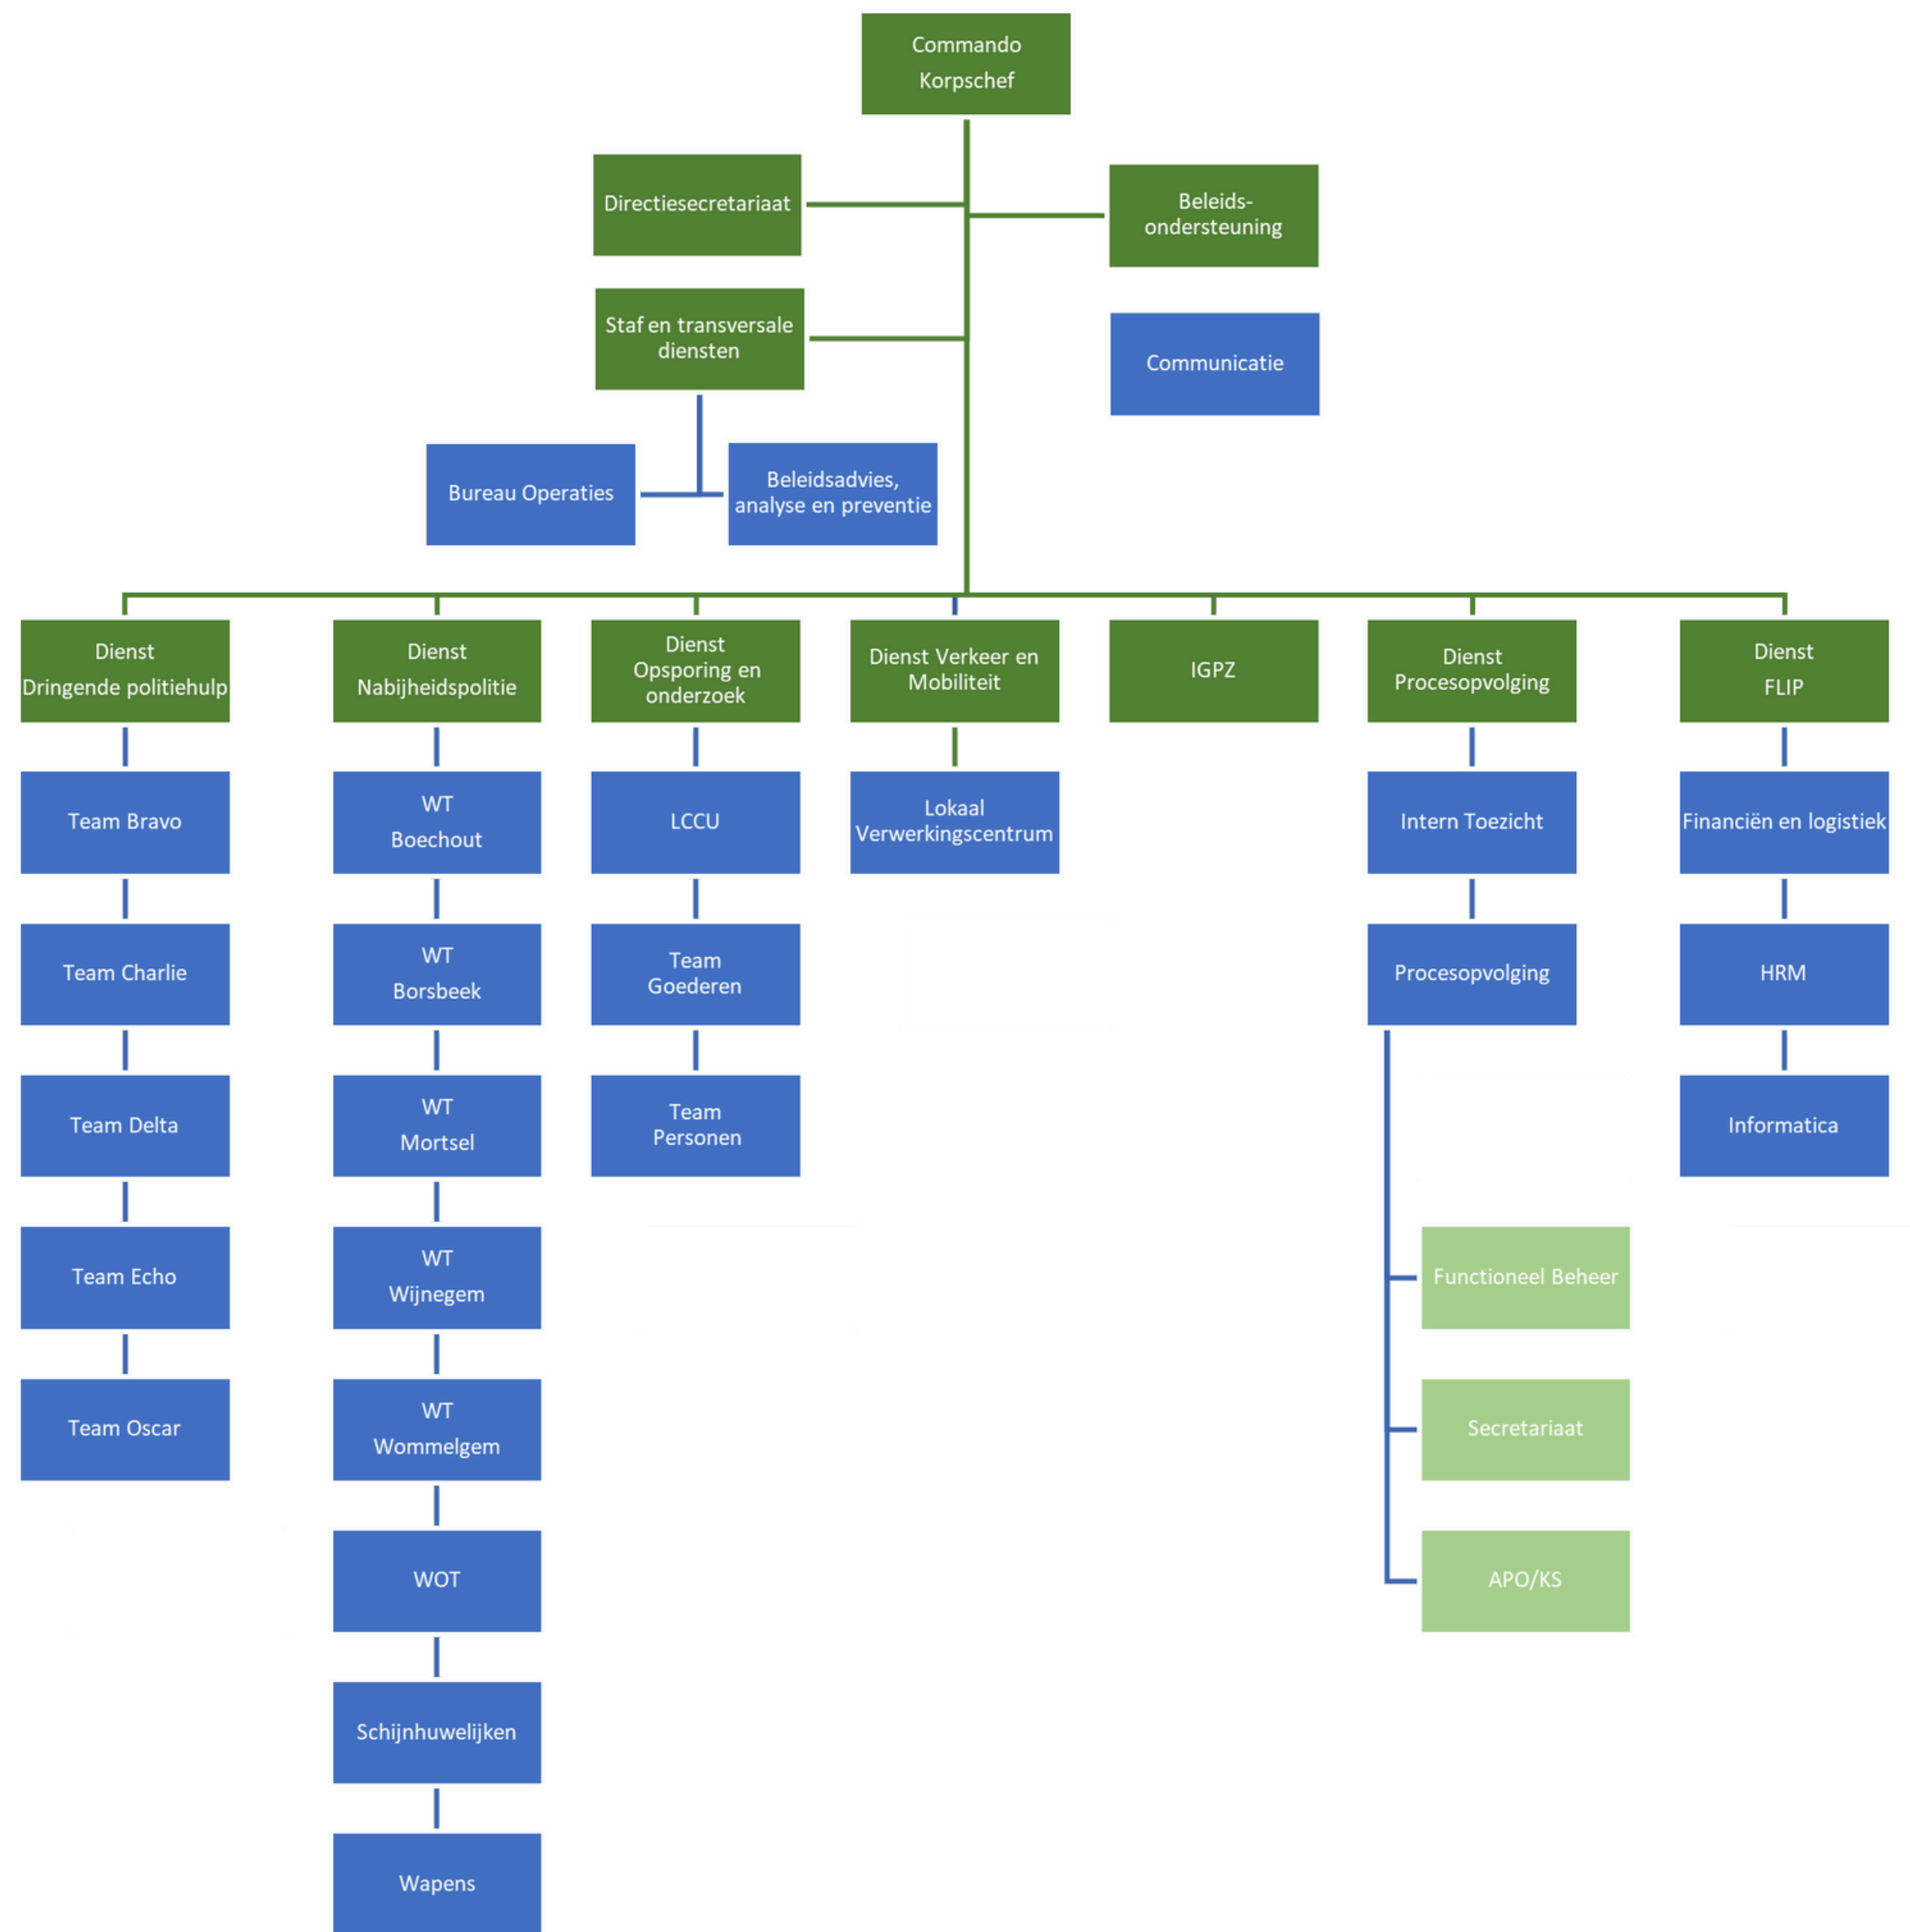 Commando
Korpschef
Directiesecretariaat
Beleids-
ondersteuning
Staf en transversale
diensten
Communicatie
Bureau Operaties
Beleidsadvies,
analyse en preventie
Dienst
Dringende politiehulp
Dienst
Nabijheidspolitie
Dienst
Opsporing en
onderzoek
Dienst Verkeer en
Mobiliteit
IGPZ
Dienst
Procesopvolging
Dienst
FLIP
Team Bravo
WT
Boechout
LCCU
Lokaal
Verwerkingscentrum
Intern Toezicht
Financiën en logistiek
Team Charlie
WT
Borsbeek
Team
Goederen
Procesopvolging
HRM
Team Delta
WT
Mortsel
Team
Personen
Informatica
Team Echo
WT
Wijnegem
Functioneel Beheer
Team Oscar
WT
Wommelgem
Secretariaat
WOT
APO/KS
Schijnhuwelijken
Wapens